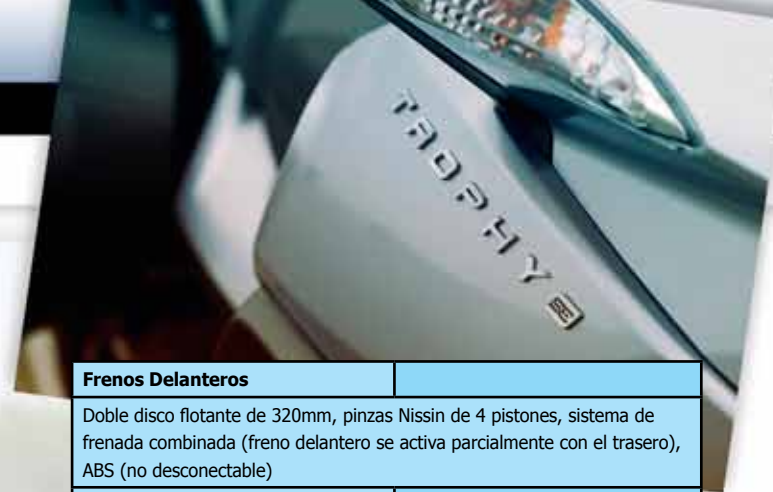 TROPHY SE
Frenos Delanteros
Doble disco flotante de 320mm, pinzas Nissin de 4 pistones, sistema de
frenada combinada (freno delantero se activa parcialmente con el trasero),
ABS (no desconectable)